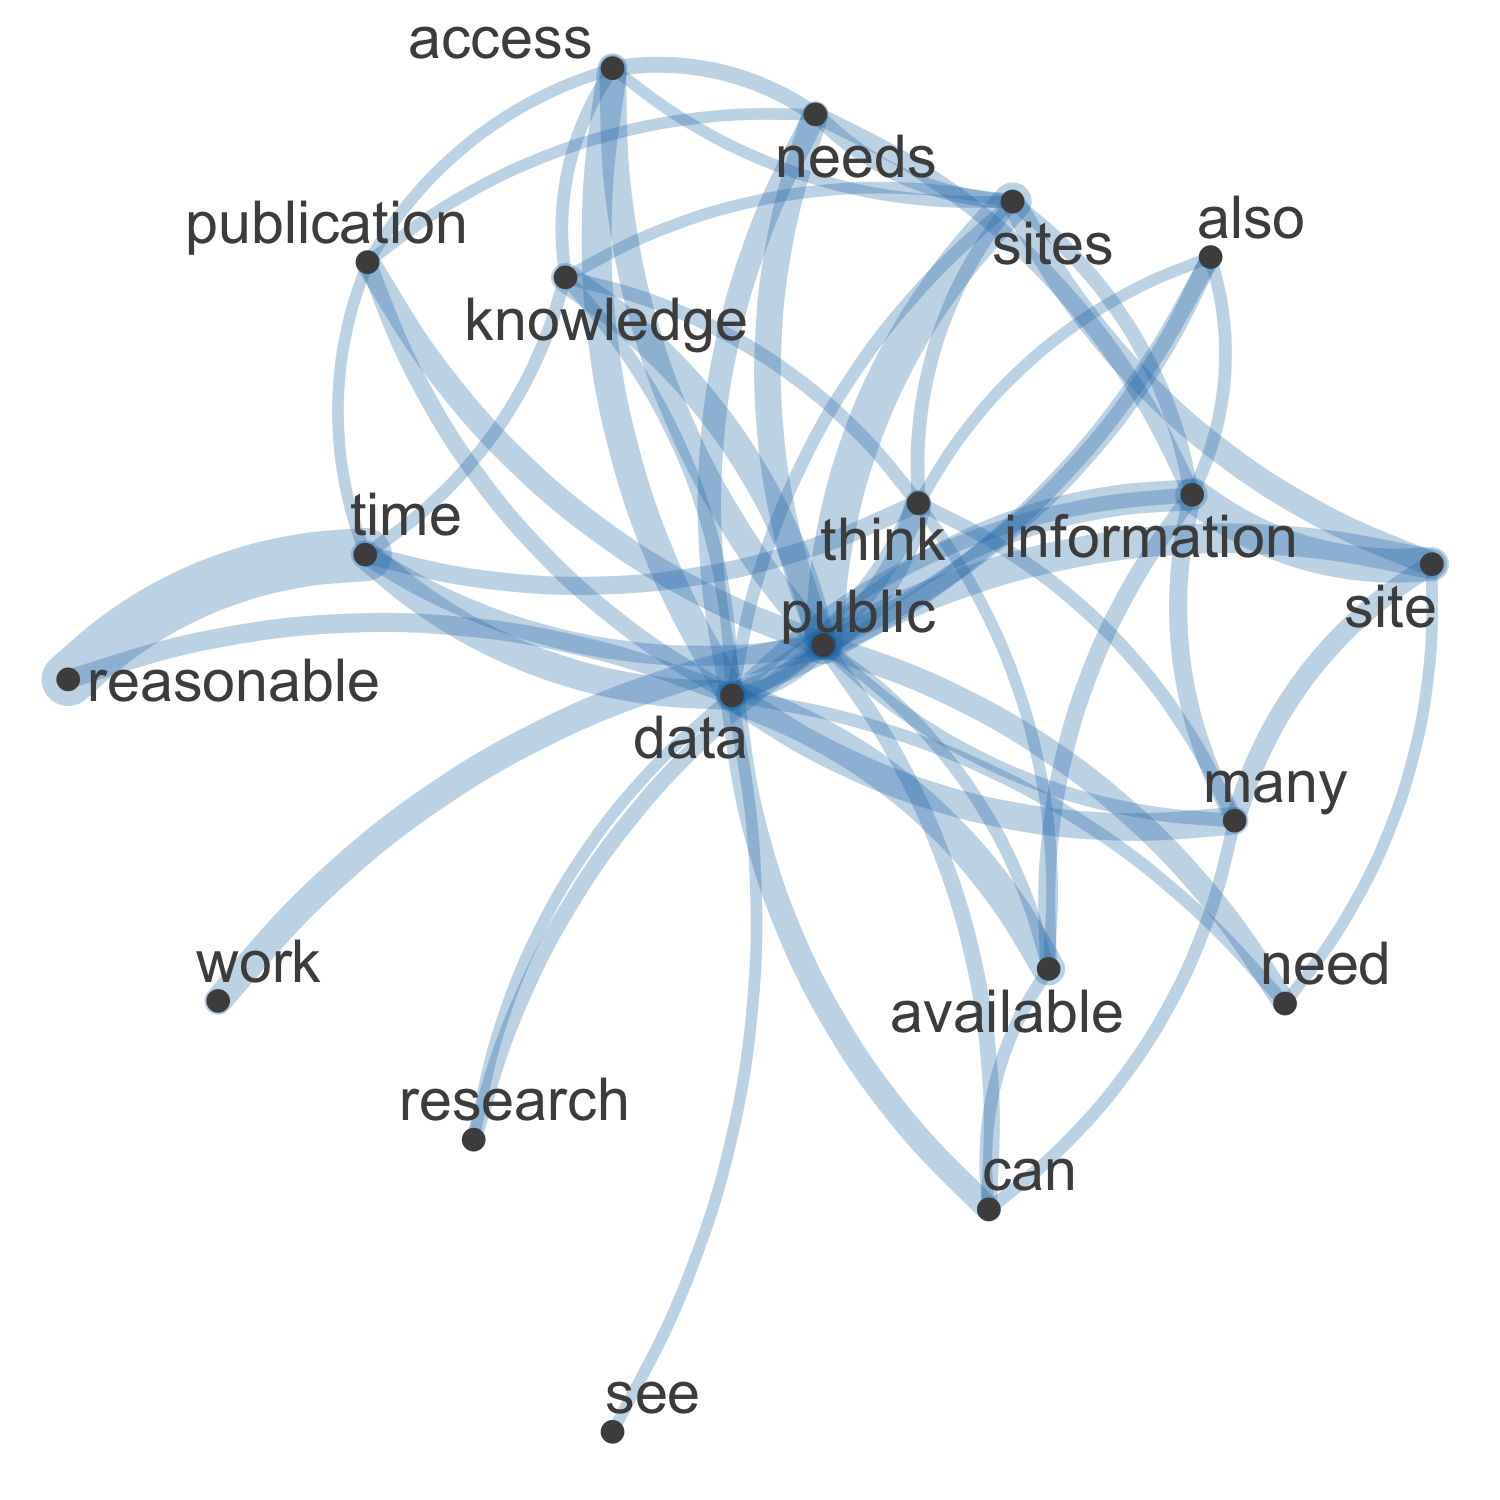 access
needs
publication
also
sites
knowledge
time
think
information
public
site
reasonable
data
many
work
need
available
research
can
see